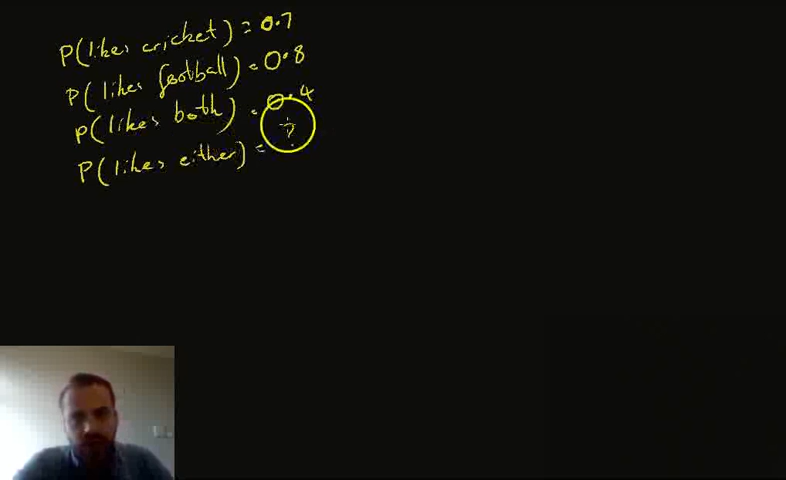 P(likes cricket) = 0.7
P(likes football) = 0.8
P(likes both) = 0.4
P(likes either) =